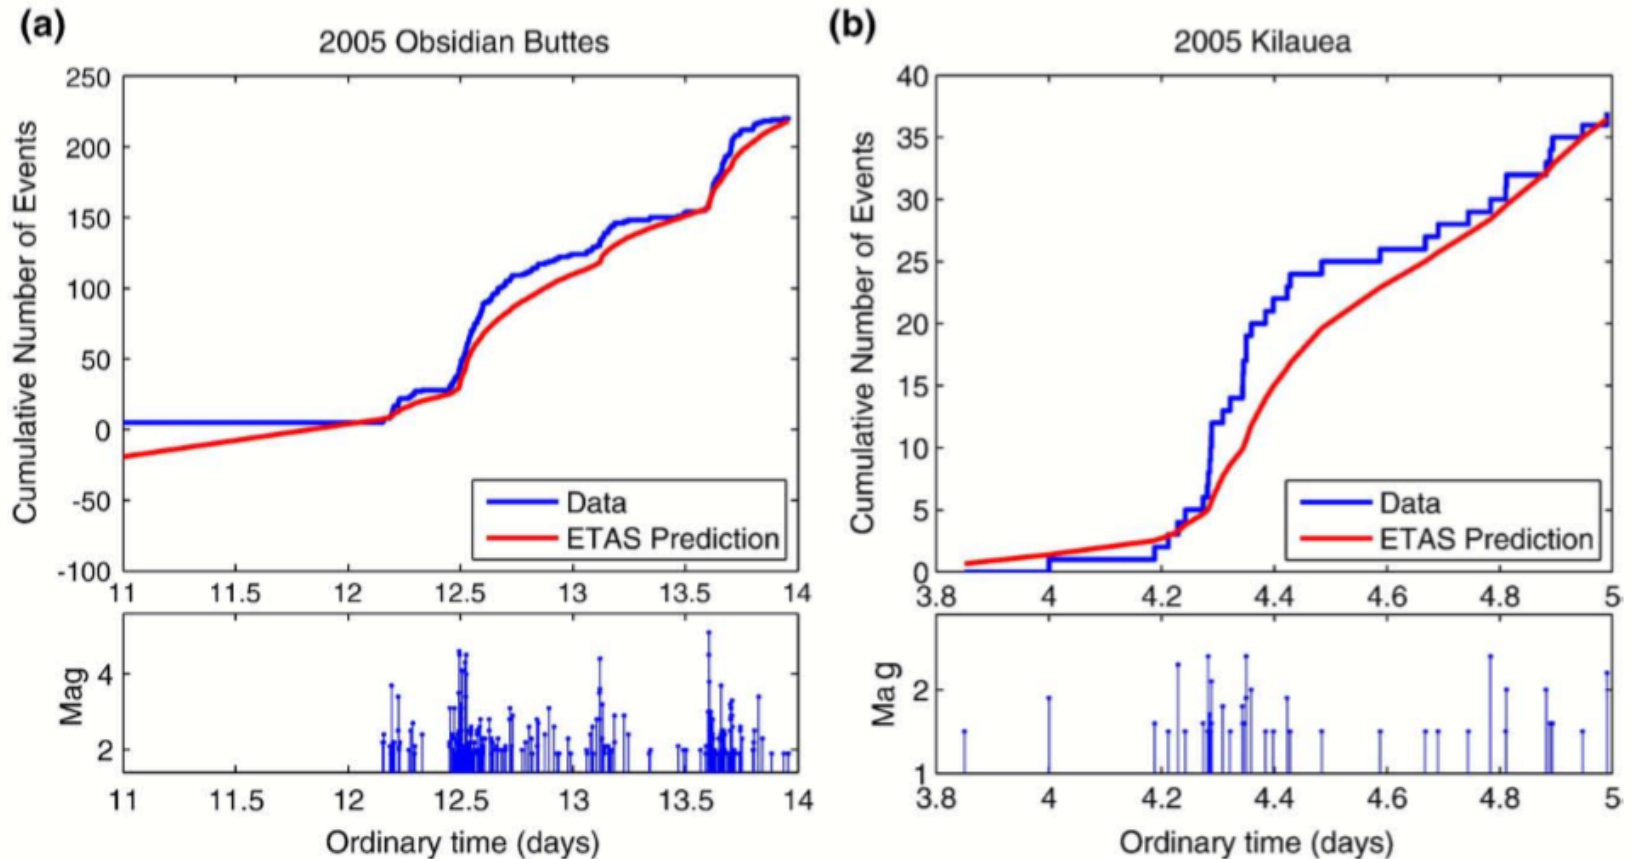 (a)
2005 Obsidian Buttes
250
200
150
100
50
0
-50
-100
Cumulative Number of Events
Data
ETAS Prediction
11 11.5 12 12.5 13 13.5 14
4
2
Mag
11 11.5 12 12.5 13 13.5 14
Ordinary time (days)
(b)
2005 Kilauea
40
35
30
25
20
15
10
5
0
Cumulative Number of Events
Data
ETAS Prediction
3.8 4 4.2 4.4 4.6 4.8 5
2
1
Mag
3.8 4 4.2 4.4 4.6 4.8 5
Ordinary time (days)